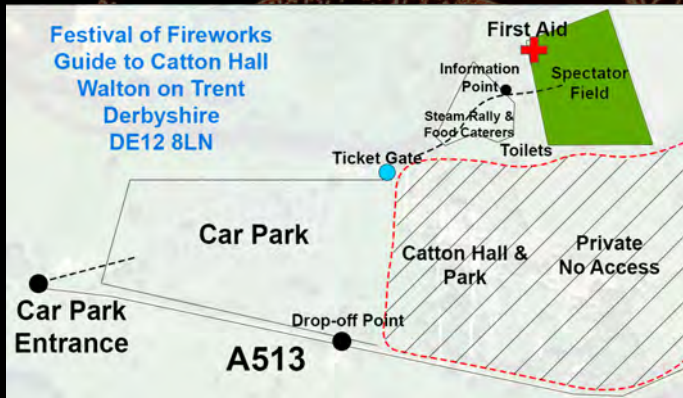 Festival of Fireworks
Guide to Catton Hall
Walton on Trent
Derbyshire
DE12 8LN
First Aid
Information
Point
Spectator
Field
Steam Rally &
Food Caterers
Toilets
Ticket Gate
Car Park
Catton Hall &
Park
Private
No Access
Car Park
Entrance
Drop-off Point
A513